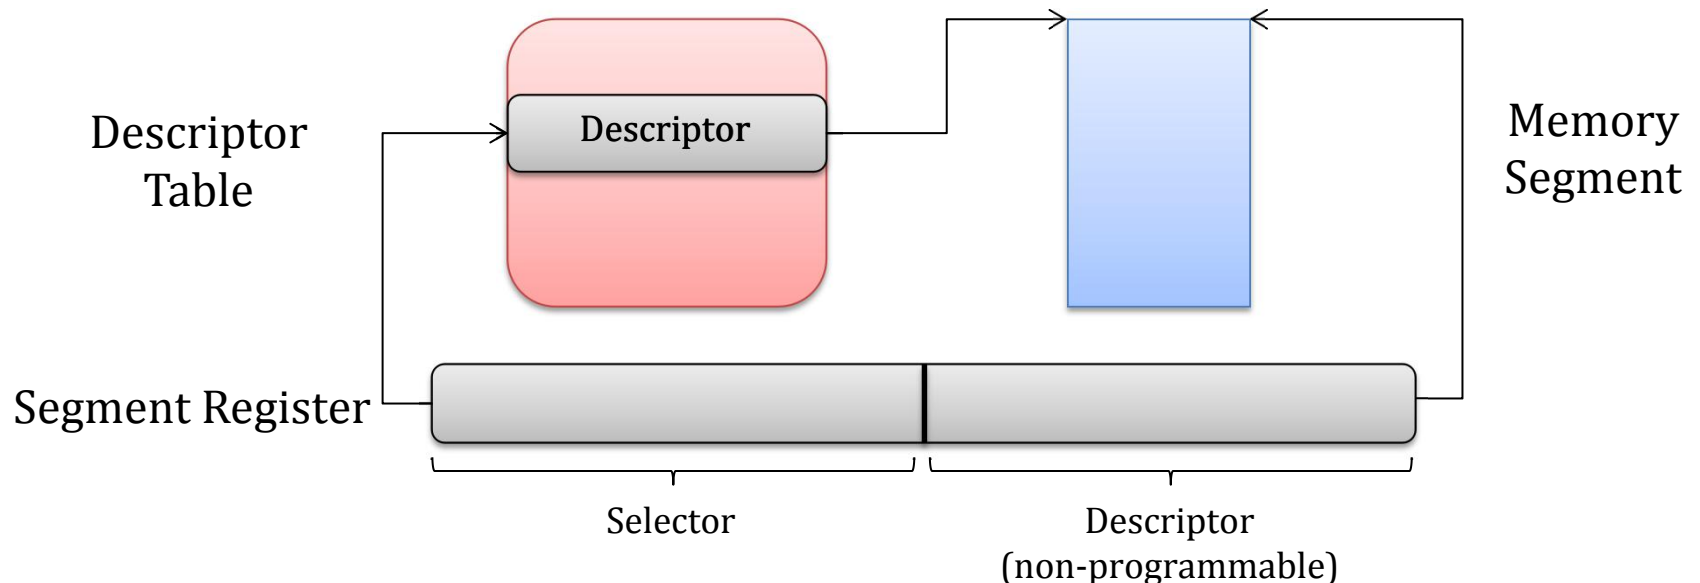 Descriptor
Table
Descriptor
Memory
Segment
Segment Register
Selector
Descriptor
(non-programmable)